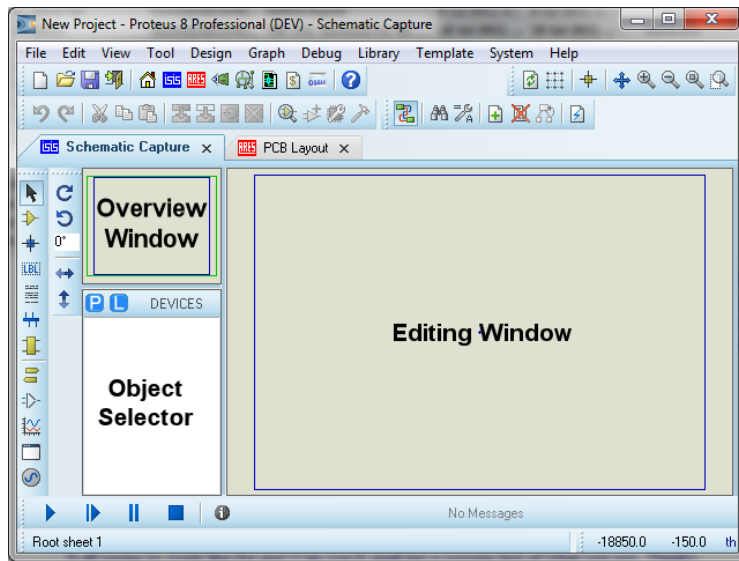 New Project - Proteus 8 Professional (DEV) - Schematic Capture
File Edit View Tool Design Graph Debug Library Template System Help
Schematic Capture x PCB Layout x
Overview
Window
0°
LBL
P L DEVICES
Editing Window
Object
Selector
No Messages
Root sheet 1 -18850.0 -150.0 th